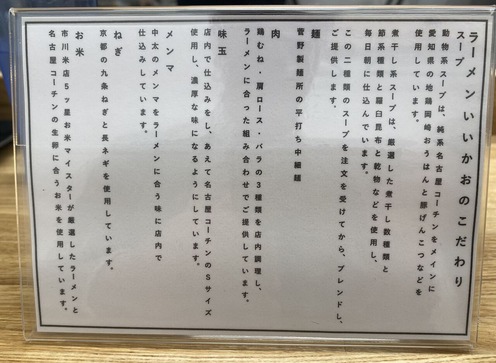 ラーメンいいかおのこだわり
スープ
動物系スープは、純系名古屋コーチンをメインに
愛知県の地鶏岡崎おうはんと豚げんこつなどを
使用しています。
煮干し系スープは、厳選した煮干し数種類と
節系種類と羅臼昆布と乾物などを使用し、
毎日朝に仕込んでいます。
この二種類のスープを注文を受けてから、ブレンドし、
ご提供します。
麺
菅野製麺所の平打ち中細麺
肉
鶏むね・肩ロース・バラの3種類を店内調理し、
ラーメンに合った組み合わせでご提供しています。
味玉
店内で仕込みをし、あえて名古屋コーチンのSサイズ
使用し、濃厚な味になるようにしています。
メンマ
中太のメンマをラーメンに合う味に店内で
仕込みしています。
ねぎ
京都の九条ねぎと長ネギを使用しています。
お米
市川米店5ッ星お米マイスターが厳選したラーメンと
名古屋コーチンの生卵に合うお米を使用しています。